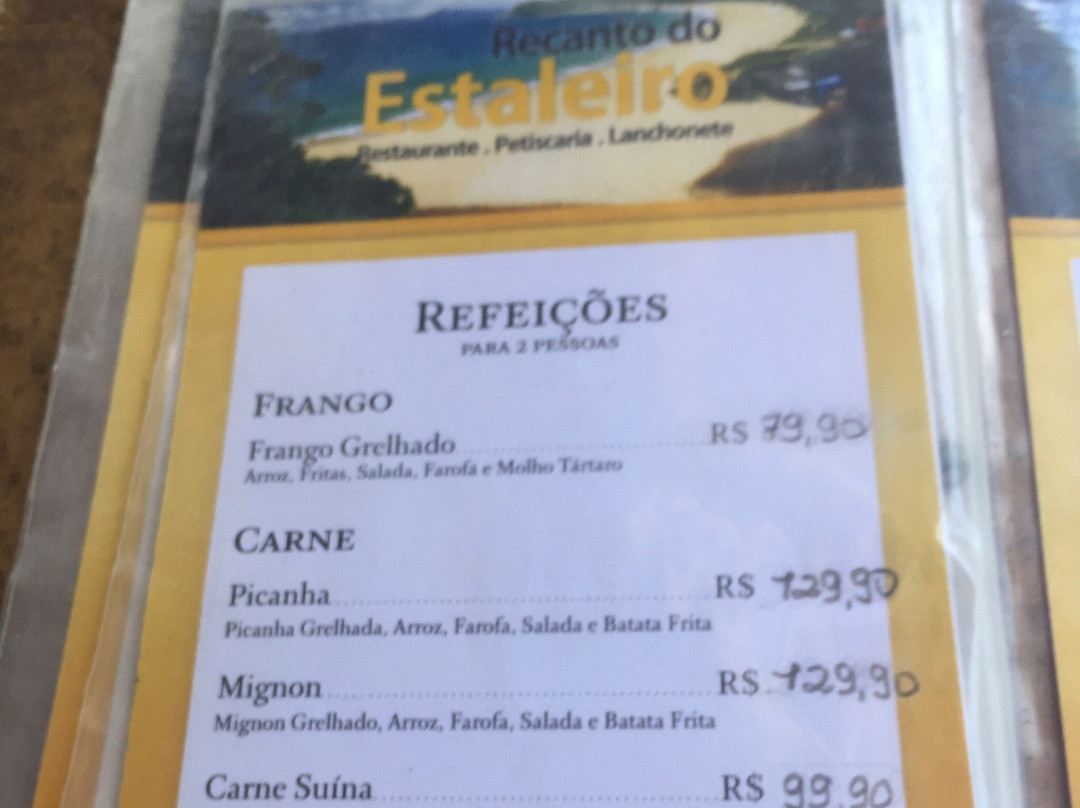 Recanto do
Estaleiro
Restaurante . Petiscaria . Lanchonete
REFEIÇÕES
PARA 2 PESSOAS
FRANGO
Frango Grelhado R$ 79,90
Arroz, Fritas, Salada, Farofa e Molho Tártaro
CARNE
Picanha R$ 129,90
Picanha Grelhada, Arroz, Farofa, Salada e Batata Frita
Mignon R$ 129,90
Mignon Grelhado, Arroz, Farofa, Salada e Batata Frita
Carne Suína R$ 99,90